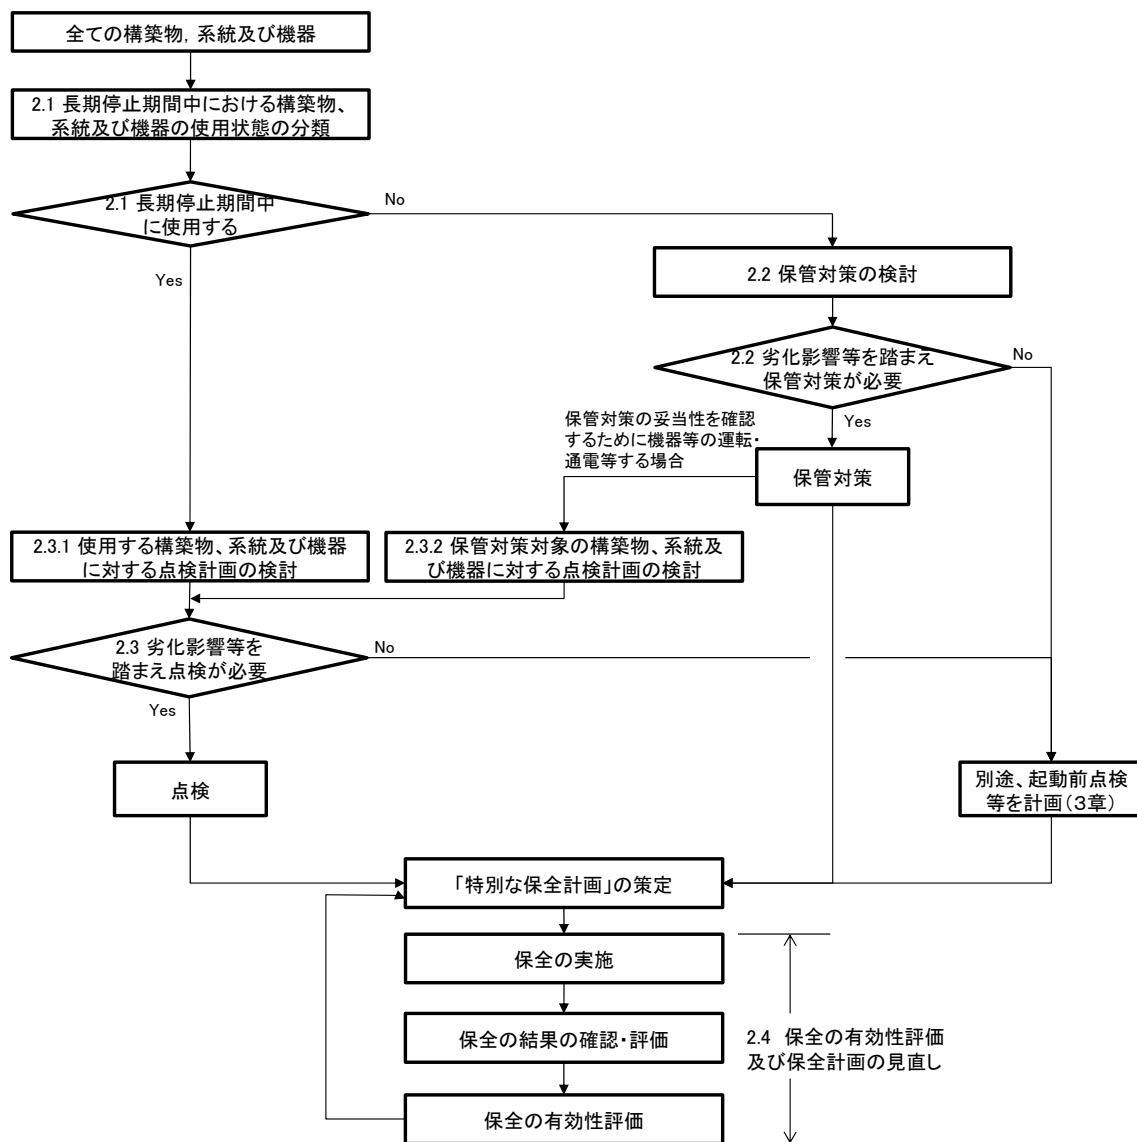 全ての構築物，系統及び機器
2.1 長期停止期間中における構築物、
系統及び機器の使用状態の分類
2.1 長期停止期間中
に使用する
No
Yes
2.2 保管対策の検討
2.2 劣化影響等を踏まえ
保管対策が必要
No
Yes
保管対策の妥当性を確認
するために機器等の運転・
通電等する場合
保管対策
2.3.1 使用する構築物、系統及び機器
に対する点検計画の検討
2.3.2 保管対策対象の構築物、系統及
び機器に対する点検計画の検討
2.3 劣化影響等を
踏まえ点検が必要
No
Yes
点検
別途、起動前点検
等を計画（３章）
「特別な保全計画」の策定
保全の実施
保全の結果の確認・評価
2.4 保全の有効性評価
及び保全計画の見直し
保全の有効性評価